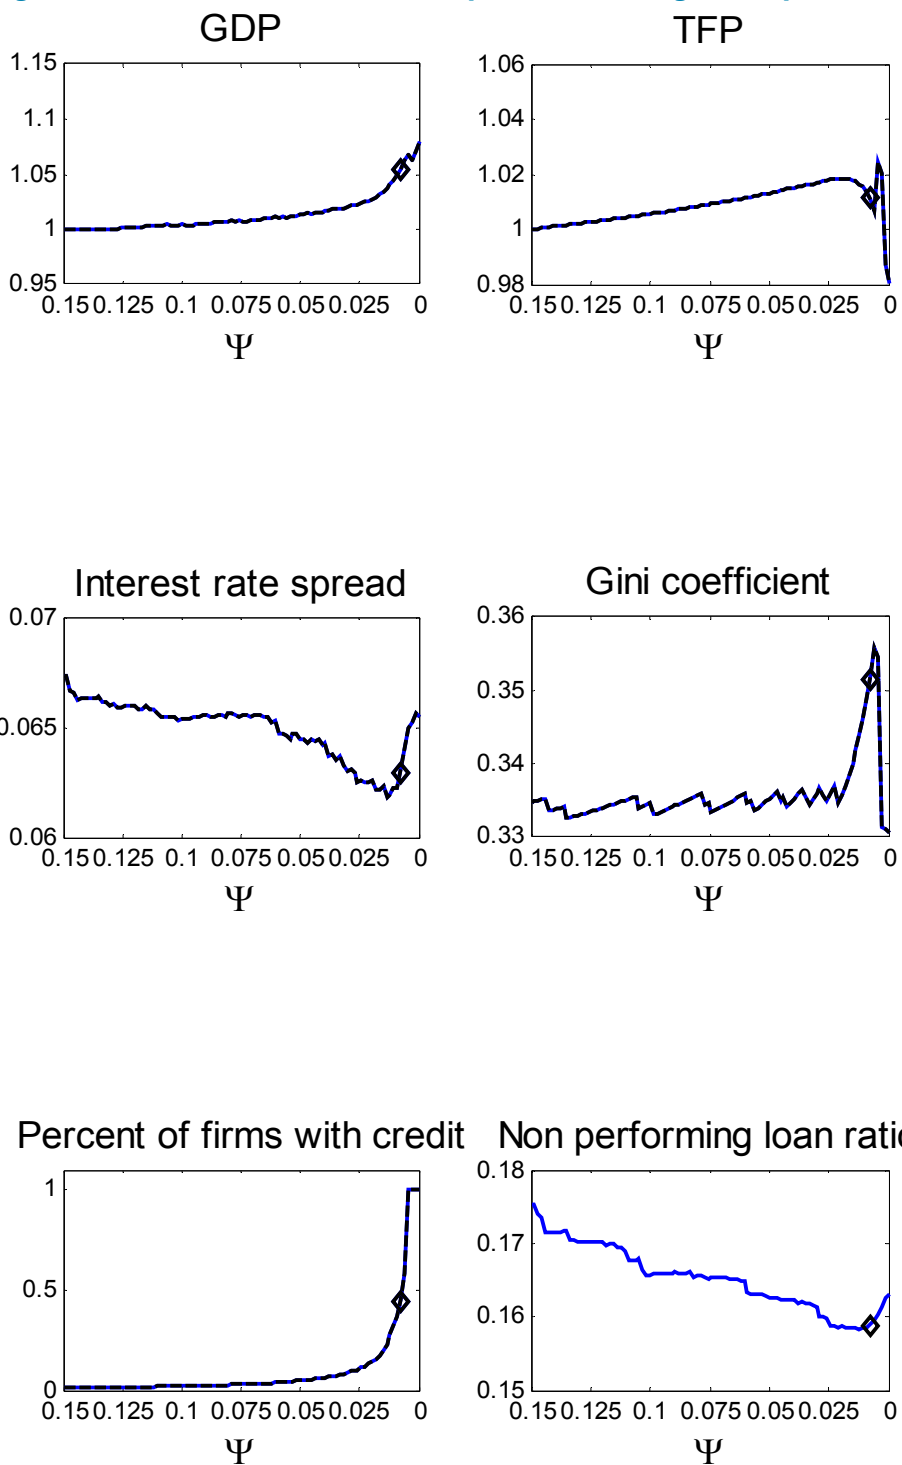 GDP
TFP
1.15
1.1
1.05
1
0.95
0.15 0.125 0.1 0.075 0.05 0.025 0
Ψ
1.06
1.04
1.02
1
0.98
0.15 0.125 0.1 0.075 0.05 0.025 0
Ψ
Interest rate spread
Gini coefficient
0.07
0.065
0.06
0.15 0.125 0.1 0.075 0.05 0.025 0
Ψ
0.36
0.35
0.34
0.33
0.15 0.125 0.1 0.075 0.05 0.025 0
Ψ
Percent of firms with credit
Non performing loan ratio
1
0.5
0
0.15 0.125 0.1 0.075 0.05 0.025 0
Ψ
0.18
0.17
0.16
0.15
0.15 0.125 0.1 0.075 0.05 0.025 0
Ψ